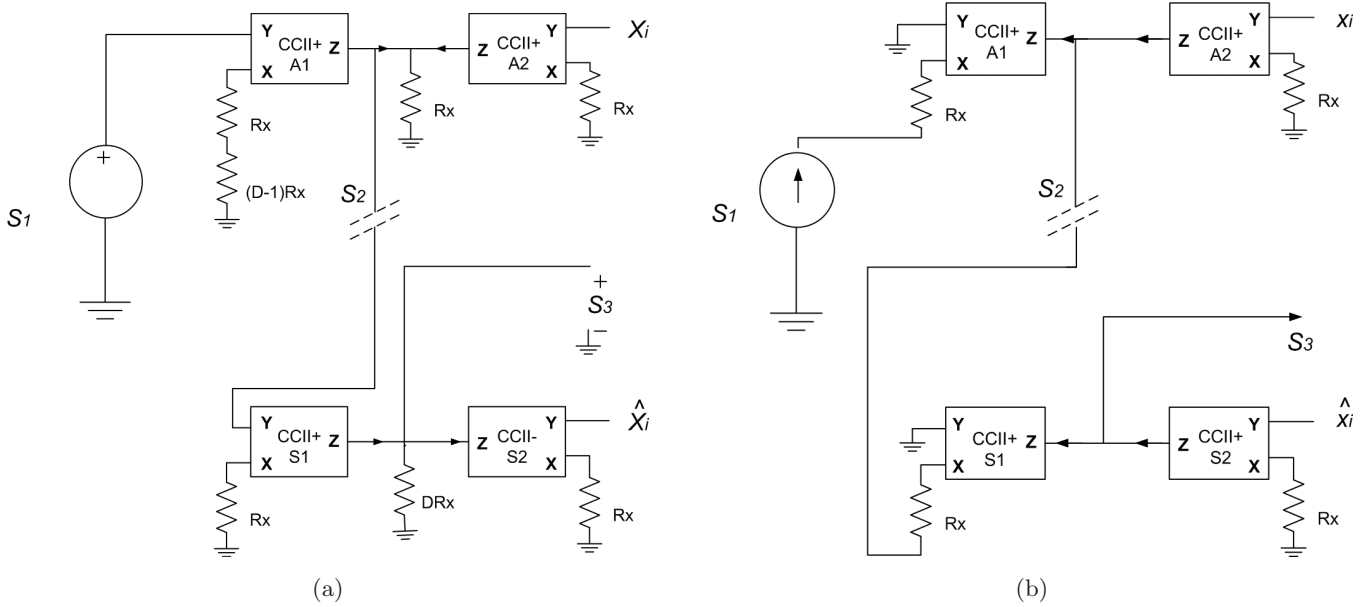 Y
CCII+
Z
A1
X
Z
CCII+
Y
A2
X
Xi
Rx
Rx
Rx
(D-1)Rx
+
S1
S2
+
S3
−
Y
CCII+
Z
S1
X
Z
CCII-
Y
S2
X
X̂i
Rx
DRx
Rx
(a)
Y
CCII+
Z
A1
X
Z
CCII+
Y
A2
X
xi
Rx
Rx
S1
S2
S3
Y
CCII+
Z
S1
X
Z
CCII+
Y
S2
X
x̂i
Rx
Rx
(b)